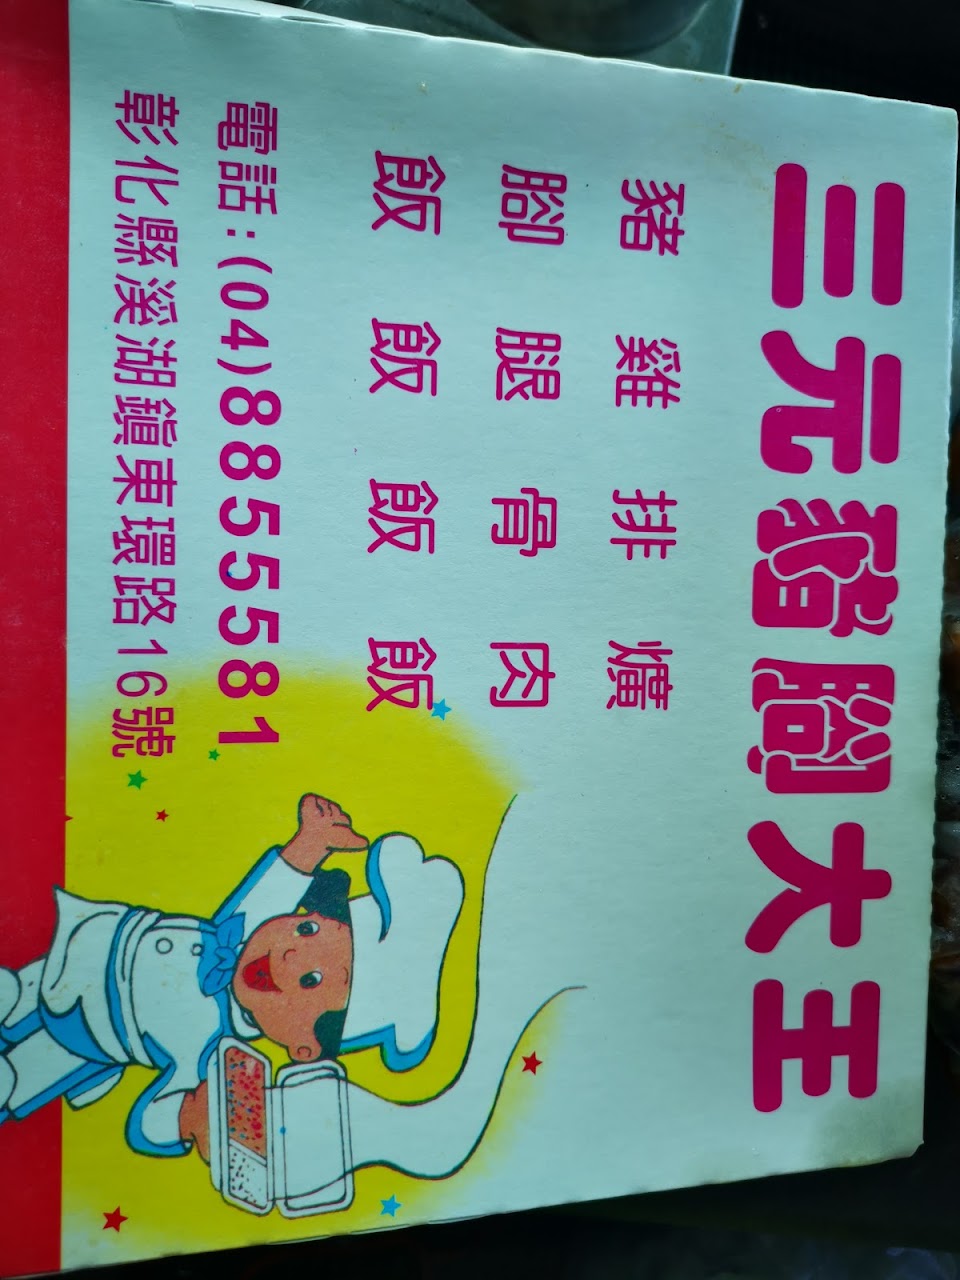 三元豬腳大王
豬腳飯
雞腿飯
排骨飯
爌肉飯
電話：(04)8855581
彰化縣溪湖鎮東環路16號